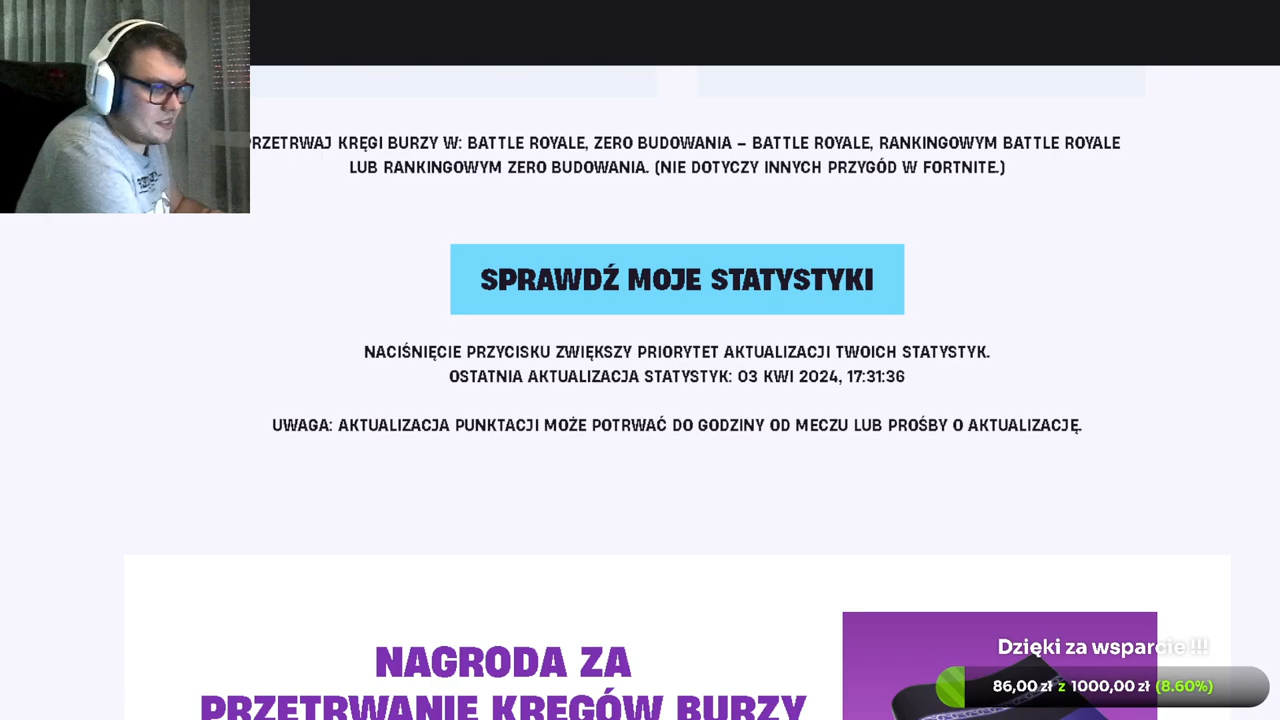 PRZETRWAJ KRĘGI BURZY W: BATTLE ROYALE, ZERO BUDOWANIA – BATTLE ROYALE, RANKINGOWYM BATTLE ROYALE
LUB RANKINGOWYM ZERO BUDOWANIA. (NIE DOTYCZY INNYCH PRZYGÓD W FORTNITE.)
SPRAWDŹ MOJE STATYSTYKI
NACIŚNIĘCIE PRZYCISKU ZWIĘKSZY PRIORYTET AKTUALIZACJI TWOICH STATYSTYK.
OSTATNIA AKTUALIZACJA STATYSTYK: 03 KWI 2024, 17:31:36
UWAGA: AKTUALIZACJA PUNKTACJI MOŻE POTRWAĆ DO GODZINY OD MECZU LUB PROŚBY O AKTUALIZACJĘ.
NAGRODA ZA
PRZETRWANIE KRĘGÓW BURZY
Dzięki za wsparcie !!!
86,00 zł z 1000,00 zł (8.60%)